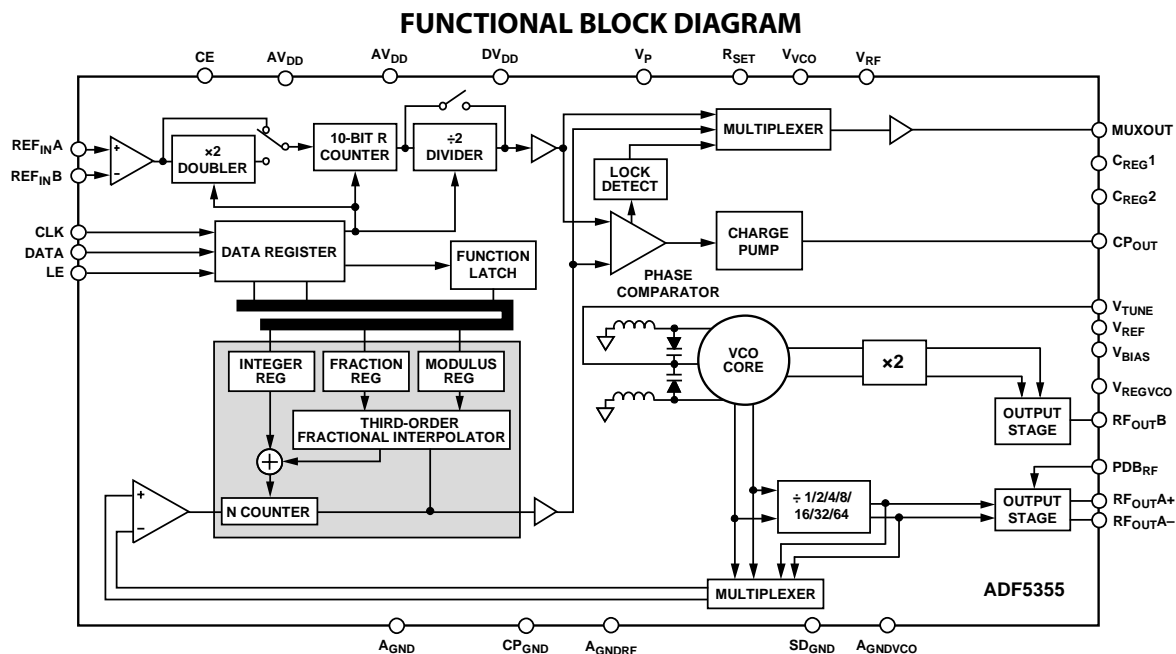 FUNCTIONAL BLOCK DIAGRAM
CE
AVDD
AVDD
DVDD
VP
RSET
VVCO
VRF
REFINA
REFINB
+
−
×2
DOUBLER
10-BIT R
COUNTER
÷2
DIVIDER
MULTIPLEXER
MUXOUT
LOCK
DETECT
CREG1
CREG2
CLK
DATA
LE
DATA REGISTER
FUNCTION
LATCH
CHARGE
PUMP
CPOUT
PHASE
COMPARATOR
VTUNE
VREF
VBIAS
VREGVCO
INTEGER
REG
FRACTION
REG
MODULUS
REG
VCO
CORE
×2
OUTPUT
STAGE
RFOUTB
THIRD-ORDER
FRACTIONAL INTERPOLATOR
+
N COUNTER
+
−
÷ 1/2/4/8/
16/32/64
OUTPUT
STAGE
PDBRF
RFOUTA+
RFOUTA−
MULTIPLEXER
ADF5355
AGND
CPGND
AGNDRF
SDGND
AGNDVCO